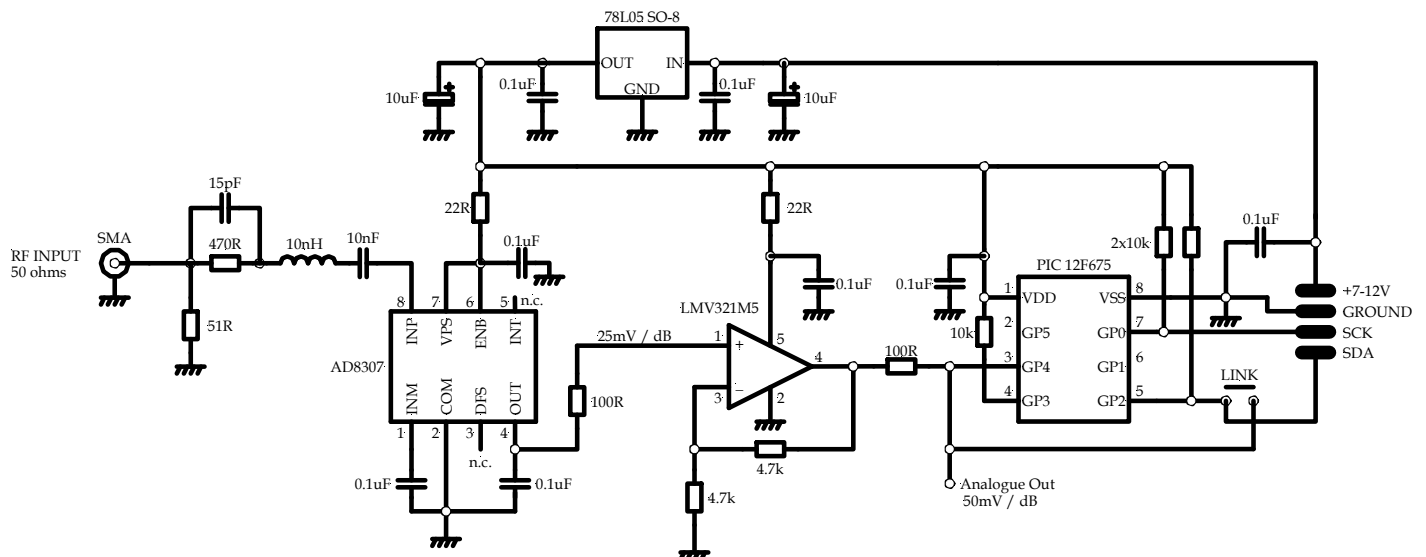 78L05 SO-8
OUT
IN
GND
10uF
+
0.1uF
0.1uF
+
10uF
15pF
22R
22R
0.1uF
SMA
470R
10nH
10nF
0.1uF
2x10k
RF INPUT
50 ohms
PIC 12F675
0.1uF
0.1uF
n.c.
51R
8
7
6
5
INP
VPS
ENB
INT
AD8307
INM
COM
DFS
OUT
1
2
3
4
n.c.
0.1uF
0.1uF
25mV / dB
100R
LMV321M5
1
+
5
4
3
−
2
100R
4.7k
4.7k
10k
1
VDD
VSS
8
2
GP5
GP0
7
3
GP4
GP1
6
4
GP3
GP2
5
LINK
+7-12V
GROUND
SCK
SDA
Analogue Out
50mV / dB